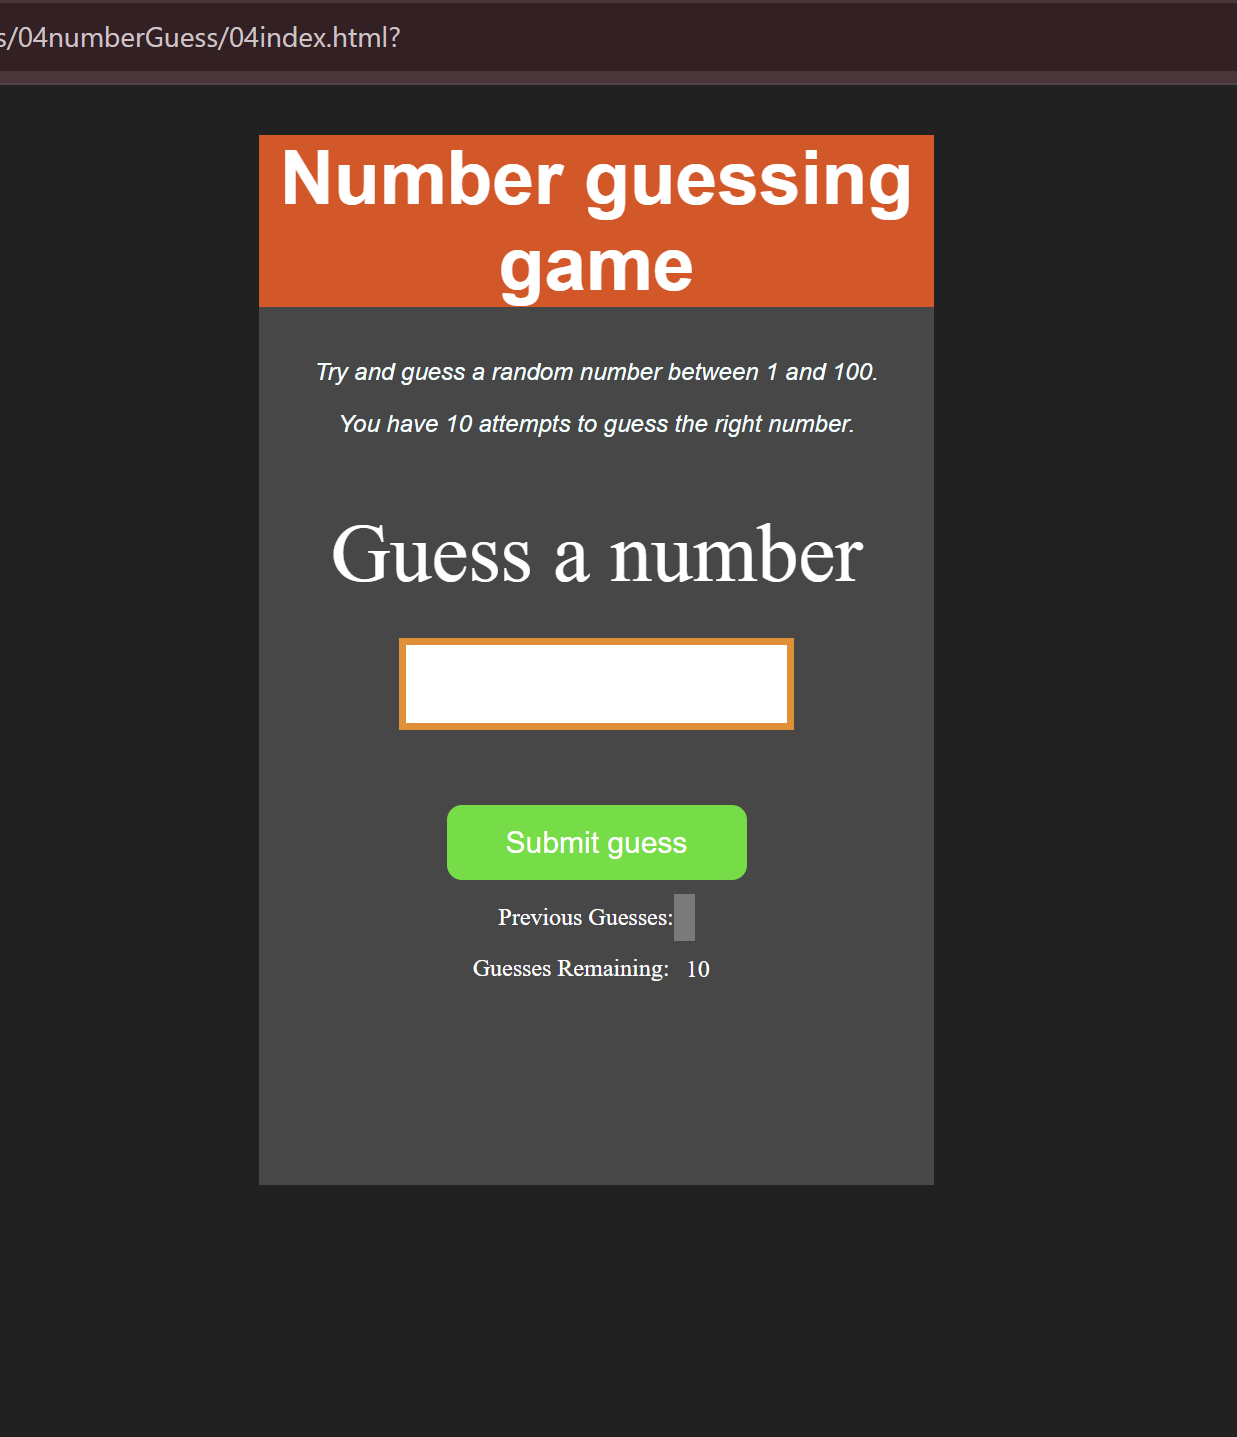 s/04numberGuess/04index.html?
Number guessing
game
Try and guess a random number between 1 and 100.
You have 10 attempts to guess the right number.
Guess a number
Submit guess
Previous Guesses:
Guesses Remaining: 10